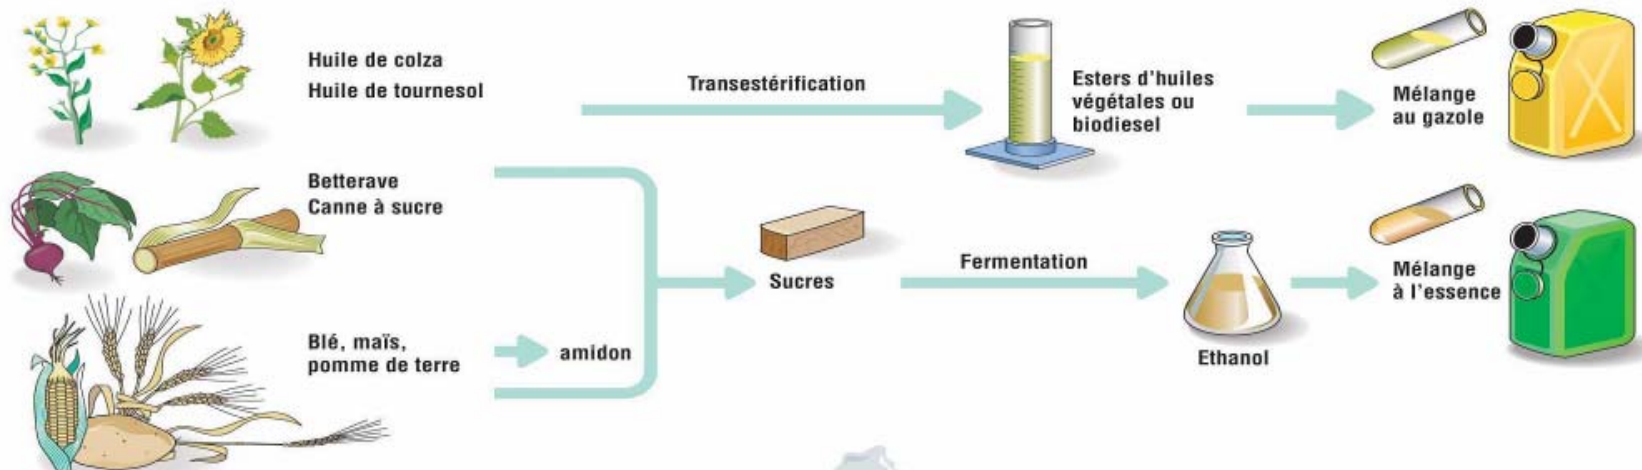 Huile de colza
Huile de tournesol
Transestérification
Esters d'huiles
végétales ou
biodiesel
Mélange
au gazole
Betterave
Canne à sucre
Sucres
Fermentation
Ethanol
Mélange
à l'essence
Blé, maïs,
pomme de terre
amidon